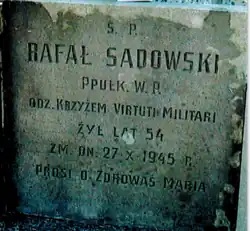 Ś. P.
RAFAŁ SADOWSKI
PPUŁK. W. P.
ODZ. KRZYŻEM VIRTUTI MILITARI
ŻYŁ LAT 54
ZM. DN. 27 X 1945 R.
PROSI O ZDROWAŚ MARIA